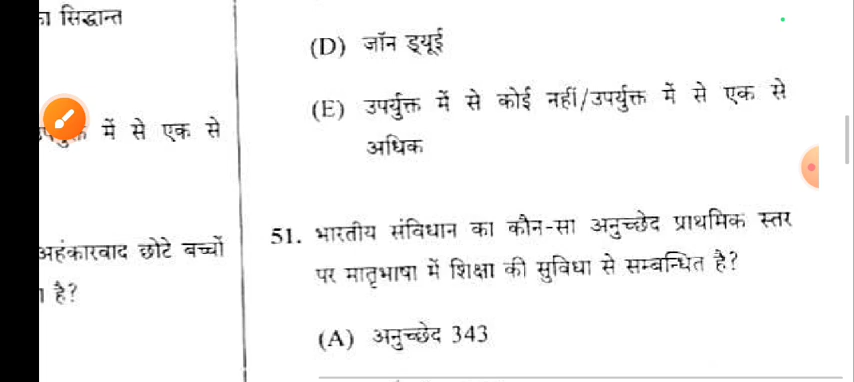 का सिद्धान्त
में से एक से
अहंकारवाद छोटे बच्चों
है?
(D) जॉन ड्यूई
(E) उपर्युक्त में से कोई नहीं/उपर्युक्त में से एक से
अधिक
51. भारतीय संविधान का कौन-सा अनुच्छेद प्राथमिक स्तर
पर मातृभाषा में शिक्षा की सुविधा से सम्बन्धित है?
(A) अनुच्छेद 343